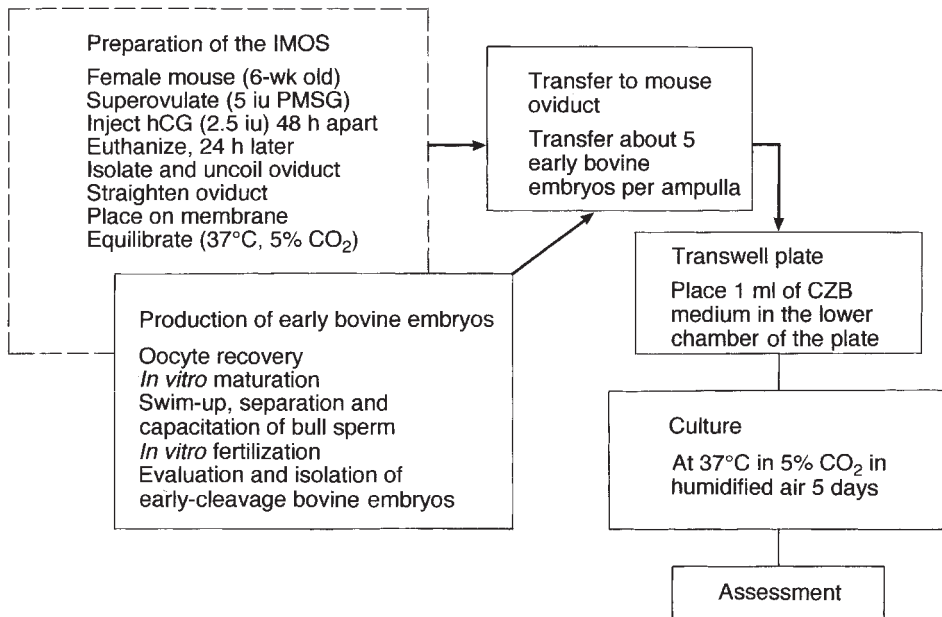 Preparation of the IMOS
Female mouse (6-wk old)
Superovulate (5 iu PMSG)
Inject hCG (2.5 iu) 48 h apart
Euthanize, 24 h later
Isolate and uncoil oviduct
Straighten oviduct
Place on membrane
Equilibrate (37°C, 5% CO₂)
Production of early bovine embryos
Oocyte recovery
In vitro maturation
Swim-up, separation and
capacitation of bull sperm
In vitro fertilization
Evaluation and isolation of
early-cleavage bovine embryos
Transfer to mouse
oviduct
Transfer about 5
early bovine
embryos per ampulla
Transwell plate
Place 1 ml of CZB
medium in the lower
chamber of the plate
Culture
At 37°C in 5% CO₂ in
humidified air 5 days
Assessment